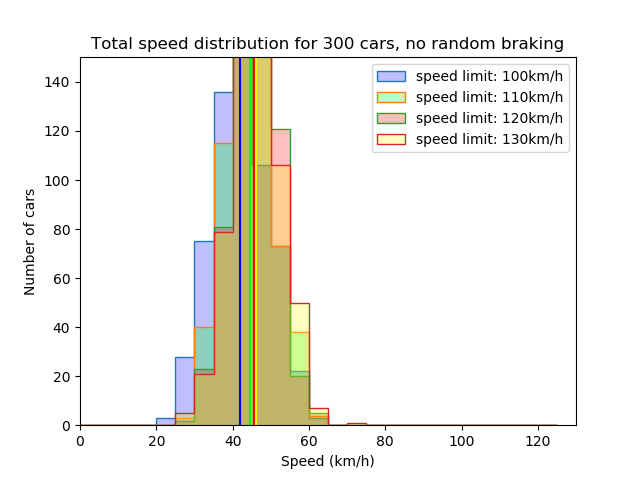 Total speed distribution for 300 cars, no random braking
speed limit: 100km/h
speed limit: 110km/h
speed limit: 120km/h
speed limit: 130km/h
140
120
100
80
60
40
20
0
Number of cars
0 20 40 60 80 100 120
Speed (km/h)